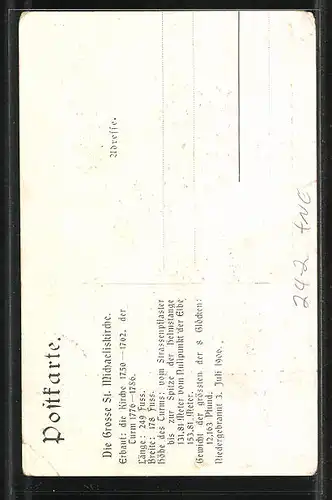 Postkarte.
Die Grosse St. Michaeliskirche.
Erbaut: die Kirche 1750—1762, der
Turm 1776—1786.
Länge: 249 Fuss.
Breite: 178 Fuss.
Höhe des Turms: vom Strassenpflaster
bis zur Spitze der Helmstange
131,81 Meter vom Nullpunkt der Elbe
153,81 Meter.
Gewicht der grössten der 8 Glocken:
12,163 Pfund.
Niedergebrannt 3. Juli 1906.
Adresse.
242